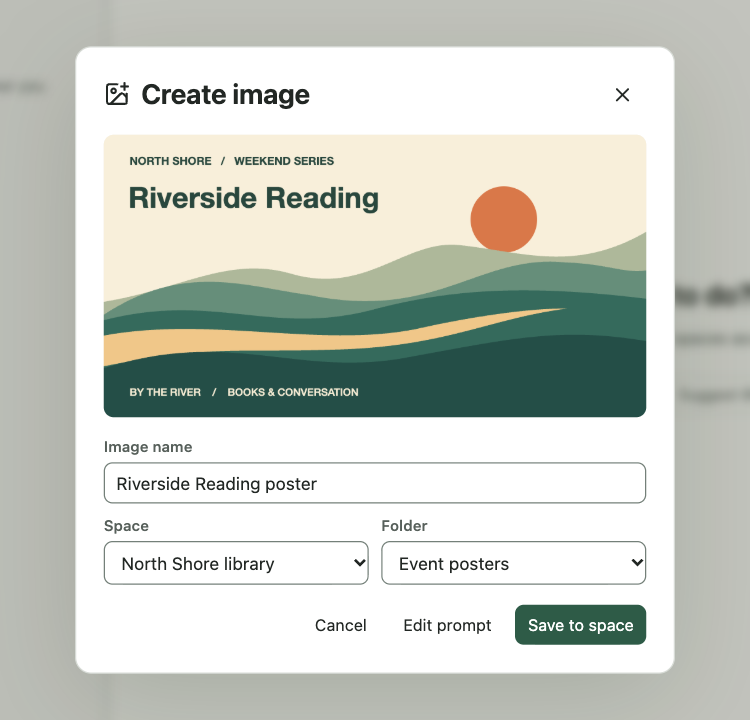 Create image
NORTH SHORE / WEEKEND SERIES
Riverside Reading
BY THE RIVER / BOOKS & CONVERSATION
Image name
Riverside Reading poster
Space
Folder
North Shore library
Event posters
Cancel
Edit prompt
Save to space